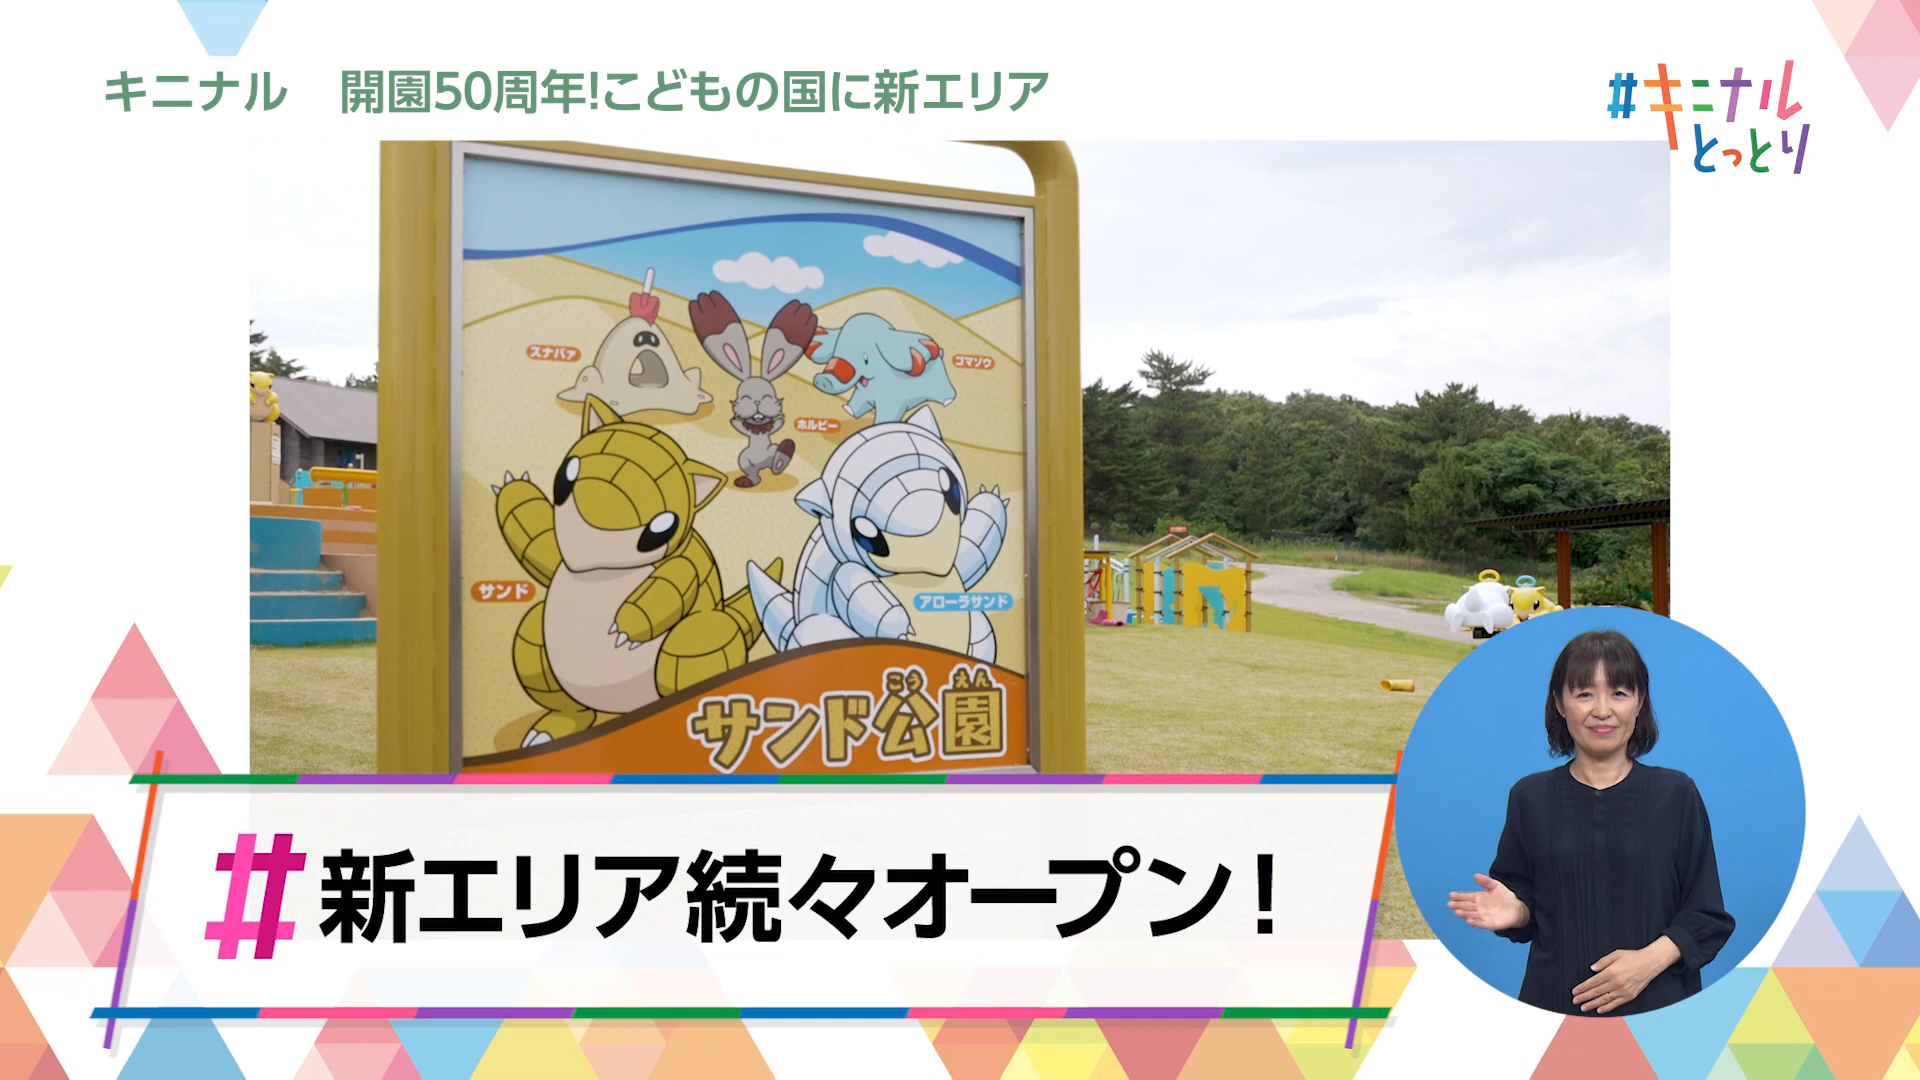 キニナル　開園50周年!こどもの国に新エリア
#キニナル
とっとり
スナバァ
ゴマゾウ
ホルビー
サンド
アローラサンド
サンド公園
こう えん
#新エリア続々オープン!